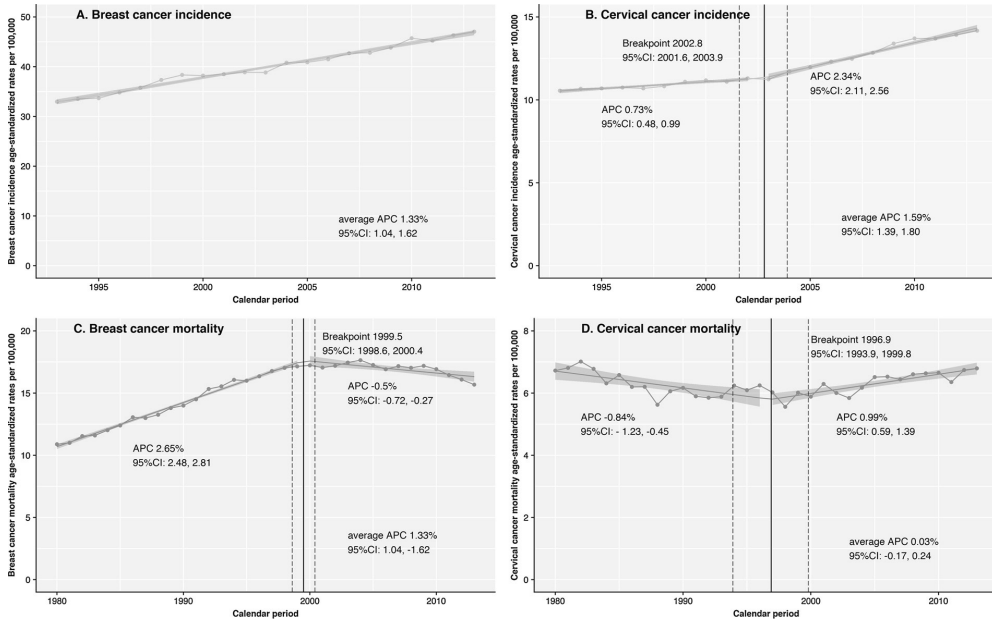 A. Breast cancer incidence
Breast cancer incidence age-standardized rates per 100,000
50
40
30
20
10
0
average APC 1.33%
95%CI: 1.04, 1.62
1995
2000
2005
2010
Calendar period
B. Cervical cancer incidence
Cervical cancer incidence age-standardized rates per 100,000
15
10
5
0
Breakpoint 2002.8
95%CI: 2001.6, 2003.9
APC 2.34%
95%CI: 2.11, 2.56
APC 0.73%
95%CI: 0.48, 0.99
average APC 1.59%
95%CI: 1.39, 1.80
1995
2000
2005
2010
Calendar period
C. Breast cancer mortality
Breast cancer mortality age-standardized rates per 100,000
20
15
10
5
0
Breakpoint 1999.5
95%CI: 1998.6, 2000.4
APC -0.5%
95%CI: -0.72, -0.27
APC 2.65%
95%CI: 2.48, 2.81
average APC 1.33%
95%CI: 1.04, -1.62
1980
1990
2000
2010
Calendar period
D. Cervical cancer mortality
Cervical cancer mortality age-standardized rates per 100,000
8
6
4
2
0
Breakpoint 1996.9
95%CI: 1993.9, 1999.8
APC -0.84%
95%CI: - 1.23, -0.45
APC 0.99%
95%CI: 0.59, 1.39
average APC 0.03%
95%CI: -0.17, 0.24
1980
1990
2000
2010
Calendar period